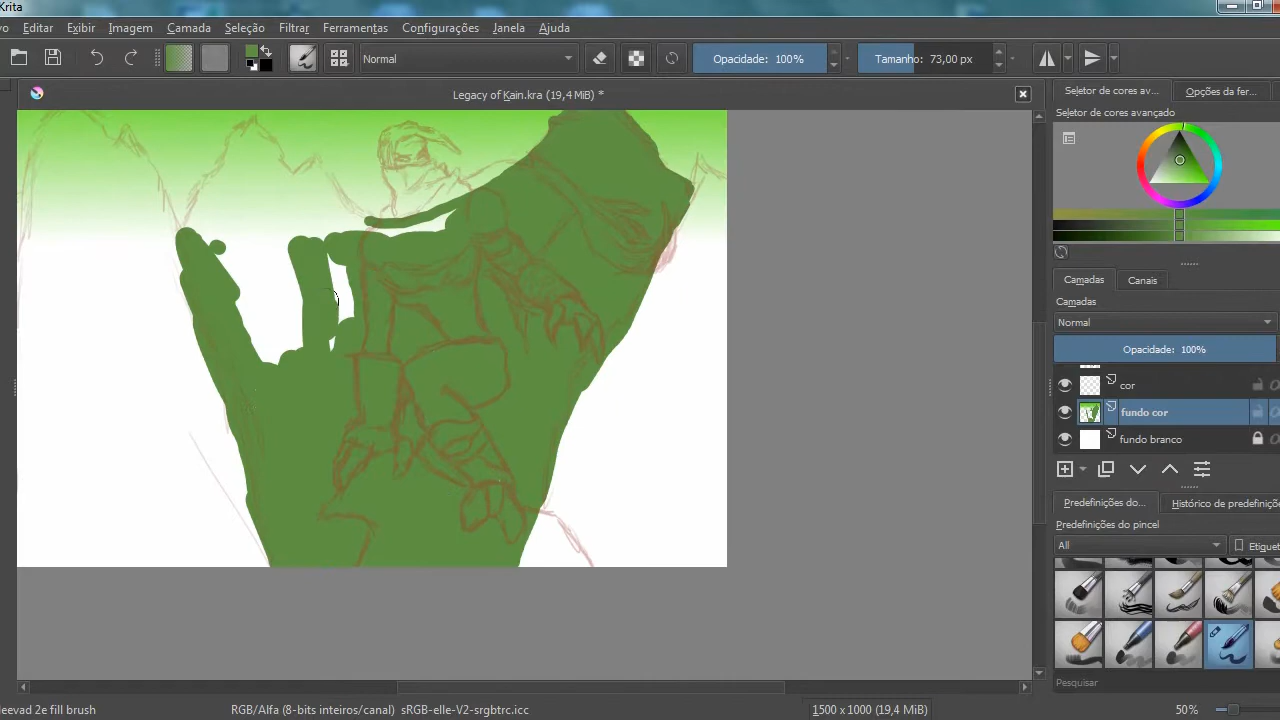 Krita
Editar Exibir Imagem Camada Seleção Filtrar Ferramentas Configurações Janela Ajuda
Normal Opacidade: 100% Tamanho: 73,00 px
Legacy of Kain.kra (19,4 MiB) *
Seletor de cores av... Opções da fer...
Seletor de cores avançado
Camadas Canais
Camadas
Normal
Opacidade: 100%
cor
fundo cor
fundo branco
Predefinições do... Histórico de predefiniçõe
Predefinições do pincel
All Etiquet
Pesquisar
leevad 2e fill brush RGB/Alfa (8-bits inteiros/canal) sRGB-elle-V2-srgbtrc.icc 1500 x 1000 (19,4 MiB) 50%